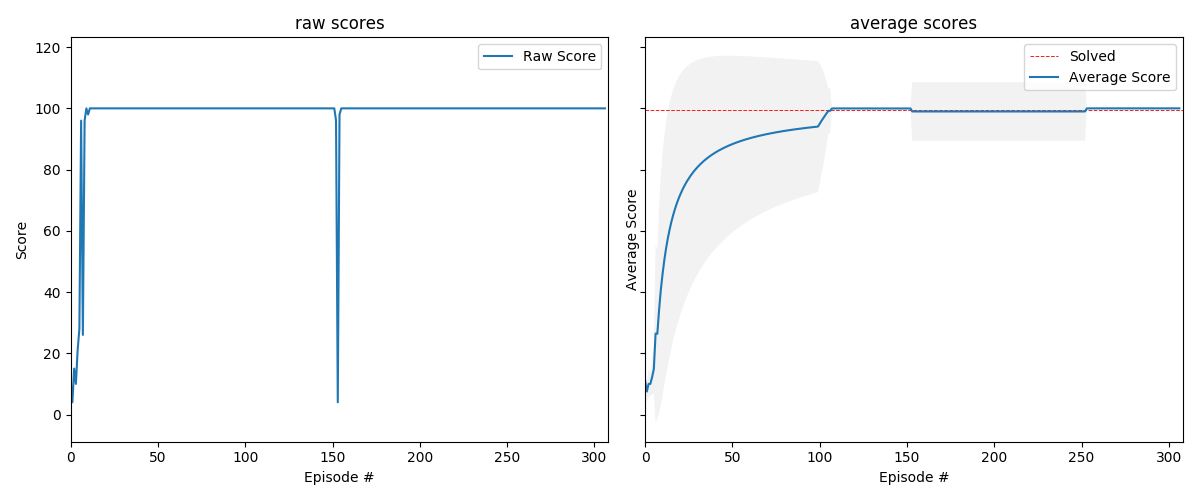 raw scores
120
100
80
60
40
20
0
Score
Raw Score
0 50 100 150 200 250 300
Episode #
average scores
Solved
Average Score
Average Score
0 50 100 150 200 250 300
Episode #